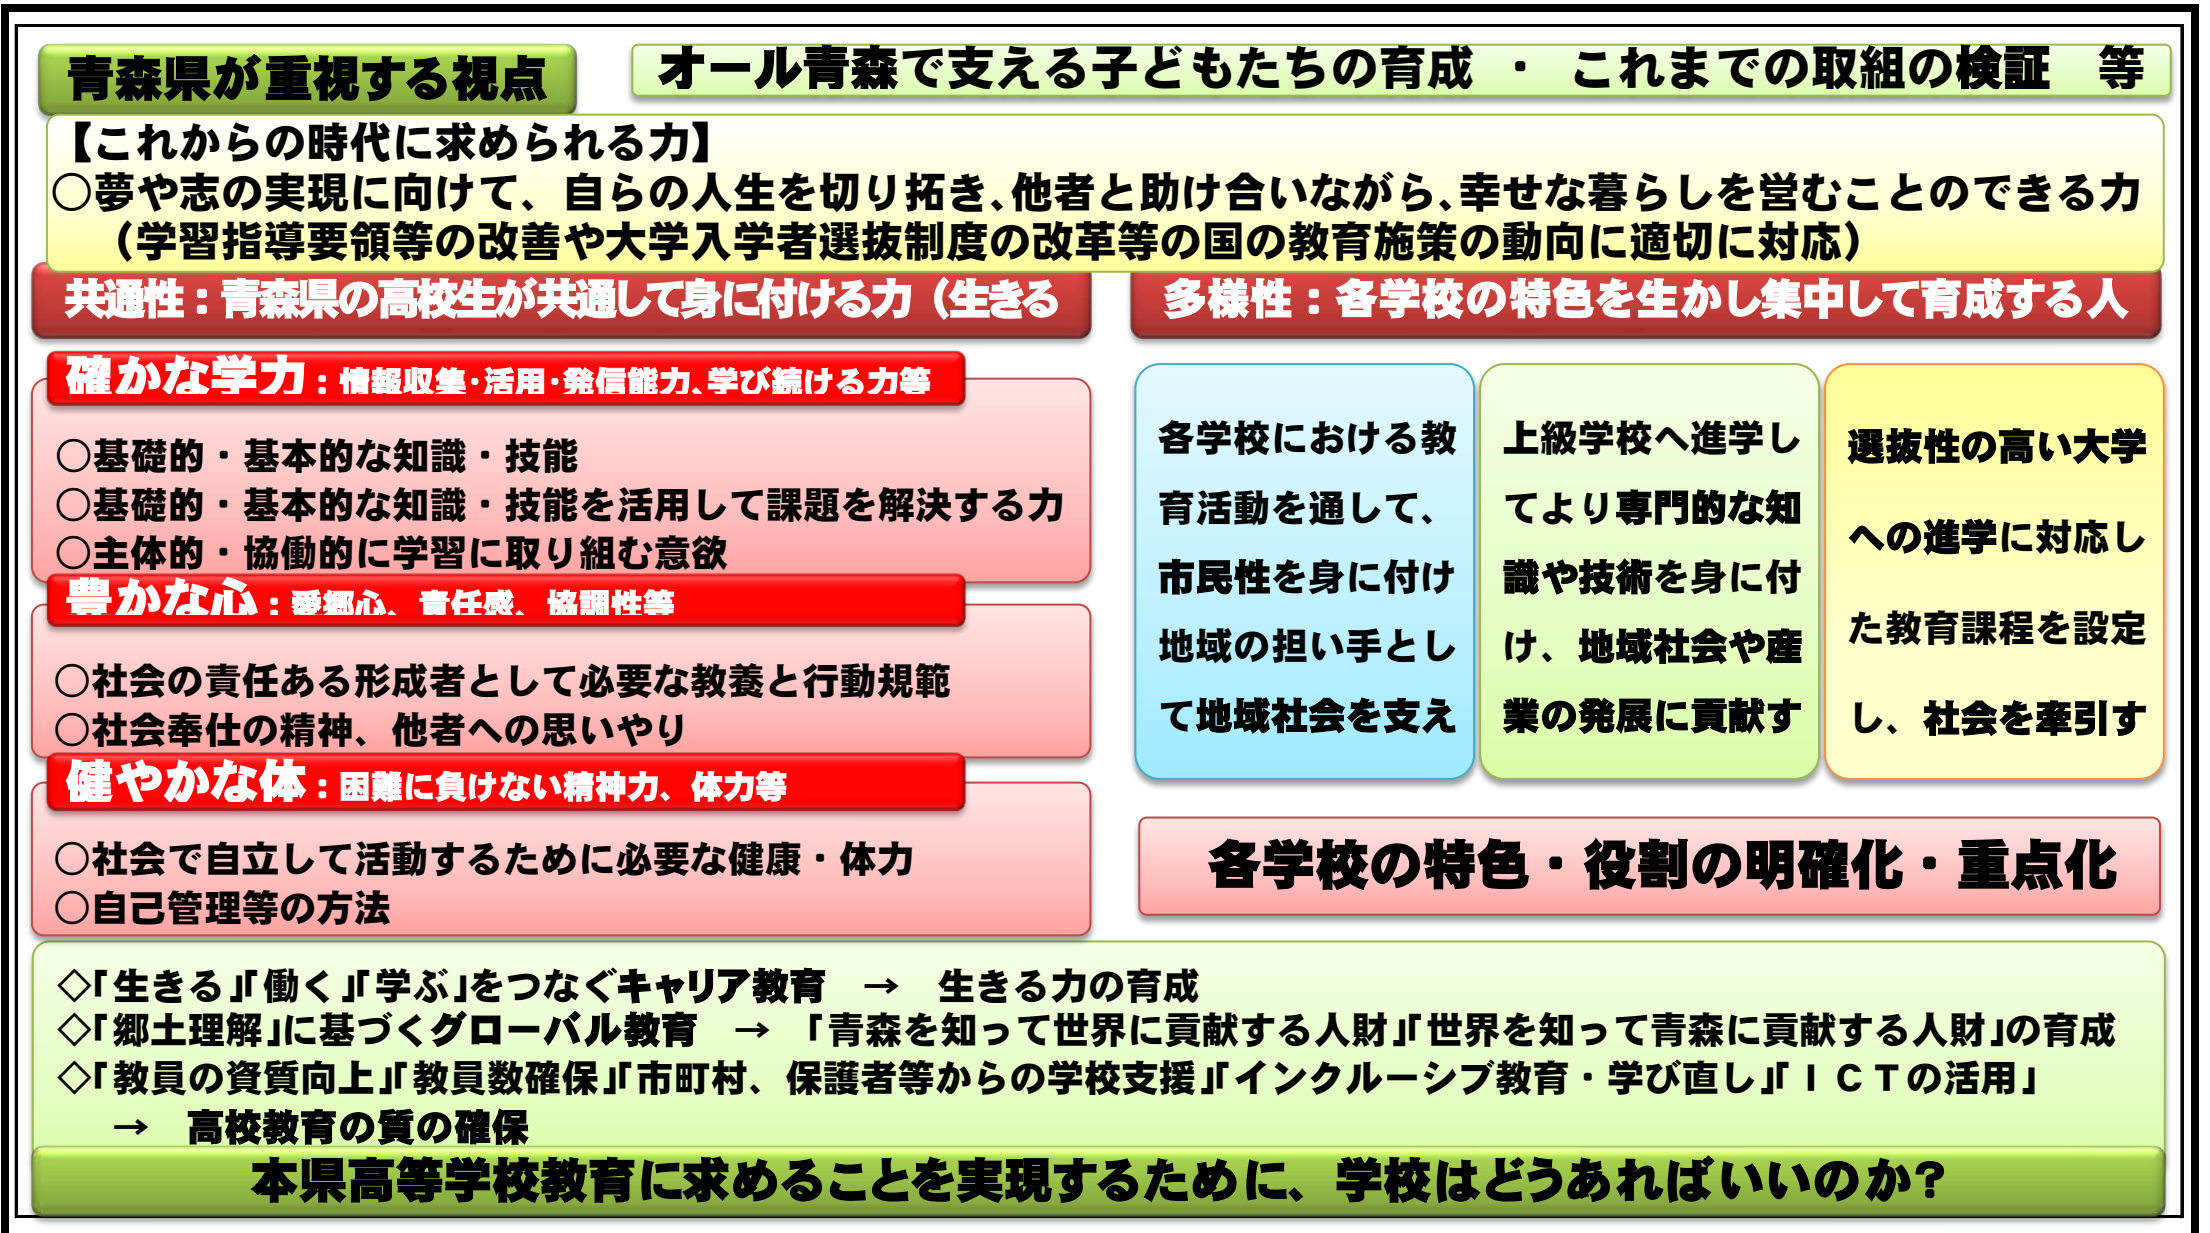 青森県が重視する視点
オール青森で支える子どもたちの育成 ・ これまでの取組の検証　等
【これからの時代に求められる力】
○夢や志の実現に向けて、自らの人生を切り拓き、他者と助け合いながら、幸せな暮らしを営むことのできる力
（学習指導要領等の改善や大学入学者選抜制度の改革等の国の教育施策の動向に適切に対応）
共通性：青森県の高校生が共通して身に付ける力（生きる
確かな学力：情報収集・活用・発信能力、学び続ける力等
○基礎的・基本的な知識・技能
○基礎的・基本的な知識・技能を活用して課題を解決する力
○主体的・協働的に学習に取り組む意欲
豊かな心：愛郷心、責任感、協調性等
○社会の責任ある形成者として必要な教養と行動規範
○社会奉仕の精神、他者への思いやり
健やかな体：困難に負けない精神力、体力等
○社会で自立して活動するために必要な健康・体力
○自己管理等の方法
多様性：各学校の特色を生かし集中して育成する人
各学校における教
育活動を通して、
市民性を身に付け
地域の担い手とし
て地域社会を支え
上級学校へ進学し
てより専門的な知
識や技術を身に付
け、地域社会や産
業の発展に貢献す
選抜性の高い大学
への進学に対応し
た教育課程を設定
し、社会を牽引す
各学校の特色・役割の明確化・重点化
◇「生きる」「働く」「学ぶ」をつなぐキャリア教育　→　生きる力の育成
◇「郷土理解」に基づくグローバル教育　→　「青森を知って世界に貢献する人財」「世界を知って青森に貢献する人財」の育成
◇「教員の資質向上」「教員数確保」「市町村、保護者等からの学校支援」「インクルーシブ教育・学び直し」「ＩＣＴの活用」
→　高校教育の質の確保
本県高等学校教育に求めることを実現するために、学校はどうあればいいのか？